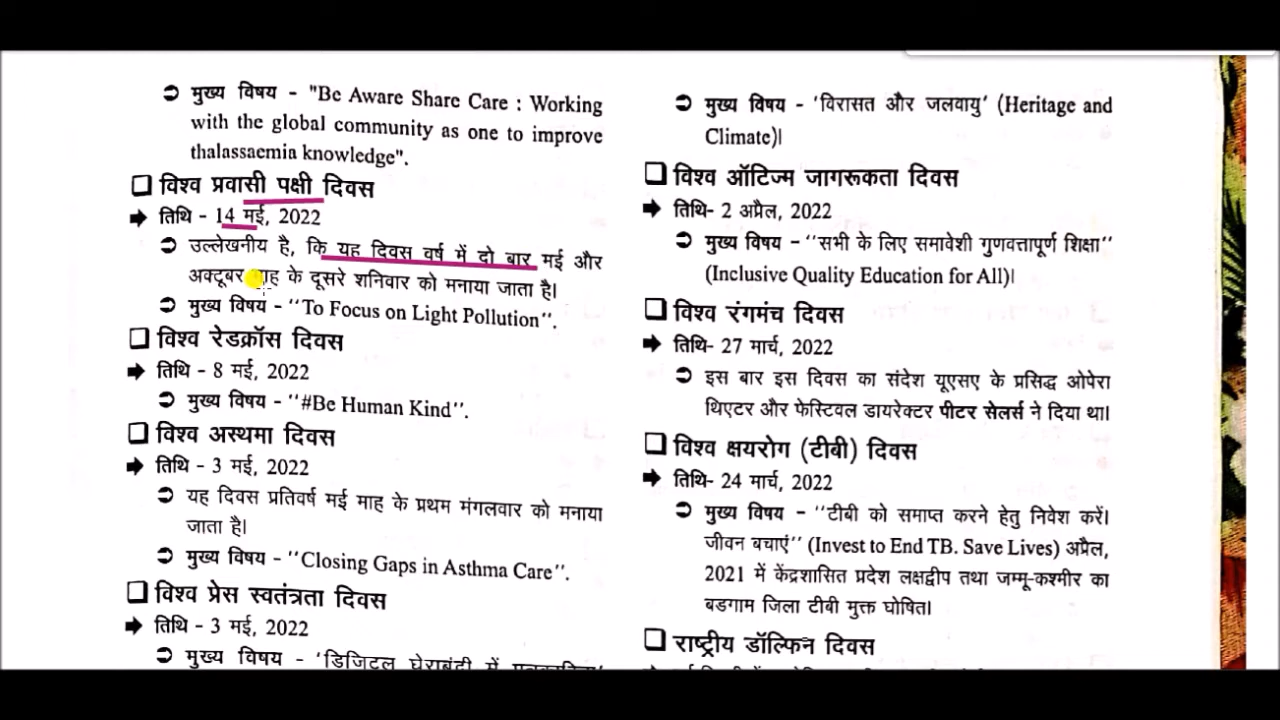 ➲ मुख्य विषय - "Be Aware Share Care : Working
with the global community as one to improve
thalassaemia knowledge".
❑ विश्व प्रवासी पक्षी दिवस
➡ तिथि - 14 मई, 2022
➲ उल्लेखनीय है, कि यह दिवस वर्ष में दो बार मई और
अक्टूबर माह के दूसरे शनिवार को मनाया जाता है।
➲ मुख्य विषय - "To Focus on Light Pollution".
❑ विश्व रेडक्रॉस दिवस
➡ तिथि - 8 मई, 2022
➲ मुख्य विषय - "#Be Human Kind".
❑ विश्व अस्थमा दिवस
➡ तिथि - 3 मई, 2022
➲ यह दिवस प्रतिवर्ष मई माह के प्रथम मंगलवार को मनाया
जाता है।
➲ मुख्य विषय - "Closing Gaps in Asthma Care".
❑ विश्व प्रेस स्वतंत्रता दिवस
➡ तिथि - 3 मई, 2022
➲ मुख्य विषय - 'डिजिटल घेराबंदी में पत्रकारिता'
➲ मुख्य विषय - 'विरासत और जलवायु' (Heritage and
Climate)।
❑ विश्व ऑटिज्म जागरूकता दिवस
➡ तिथि- 2 अप्रैल, 2022
➲ मुख्य विषय - "सभी के लिए समावेशी गुणवत्तापूर्ण शिक्षा"
(Inclusive Quality Education for All)।
❑ विश्व रंगमंच दिवस
➡ तिथि- 27 मार्च, 2022
➲ इस बार इस दिवस का संदेश यूएसए के प्रसिद्ध ओपेरा
थिएटर और फेस्टिवल डायरेक्टर पीटर सेलर्स ने दिया था।
❑ विश्व क्षयरोग (टीबी) दिवस
➡ तिथि- 24 मार्च, 2022
➲ मुख्य विषय - "टीबी को समाप्त करने हेतु निवेश करें।
जीवन बचाएं" (Invest to End TB. Save Lives) अप्रैल,
2021 में केंद्रशासित प्रदेश लक्षद्वीप तथा जम्मू-कश्मीर का
बडगाम जिला टीबी मुक्त घोषित।
❑ राष्ट्रीय डॉल्फिन दिवस